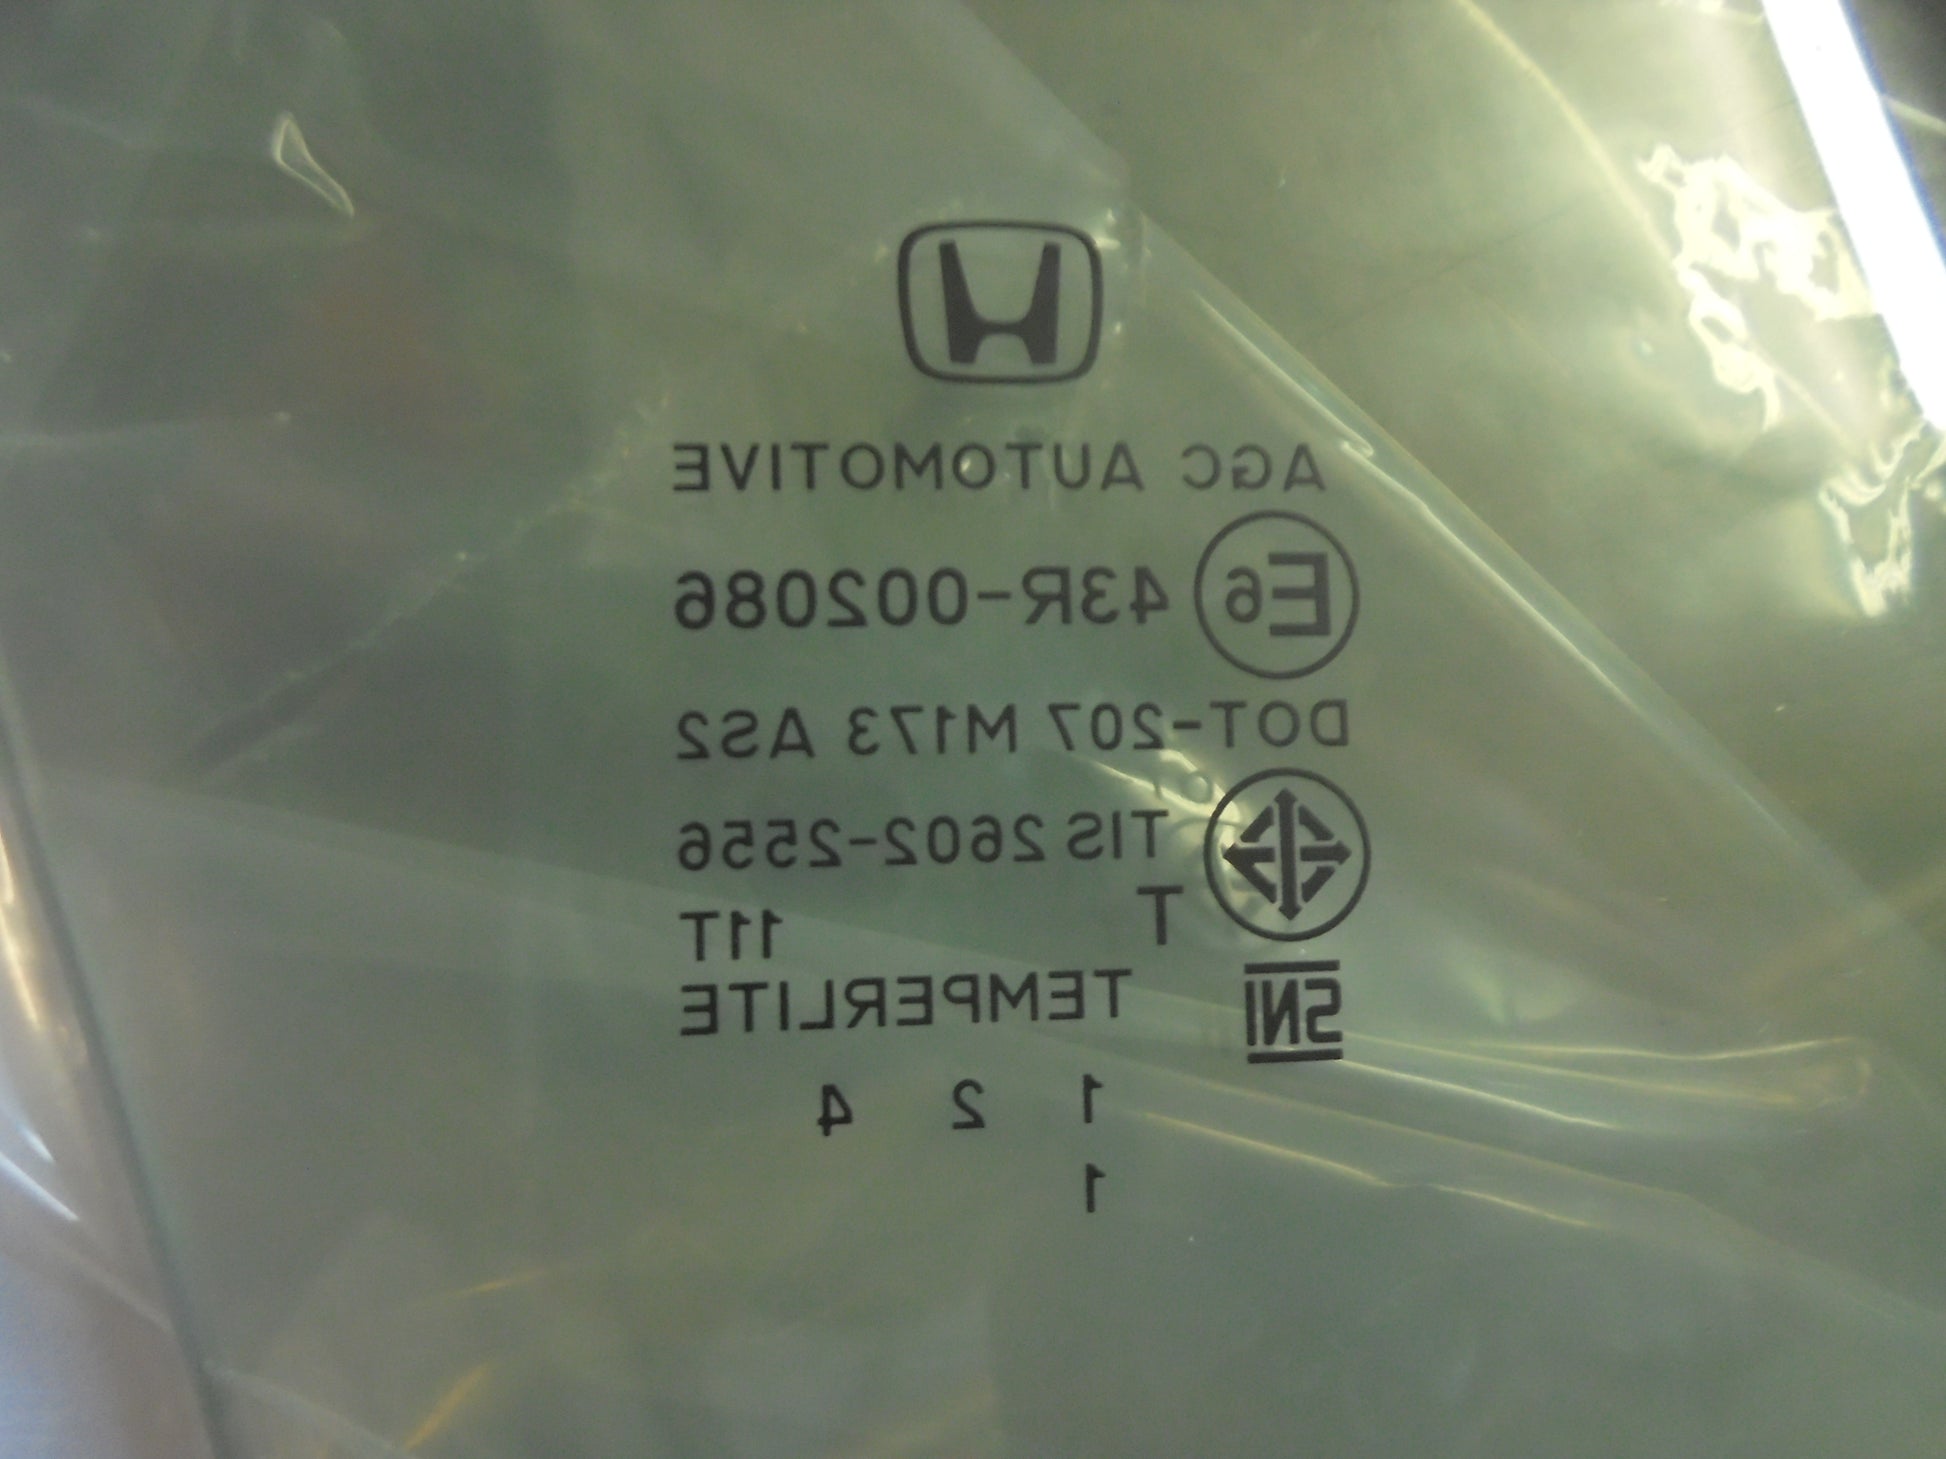 AGC AUTOMOTIVE
E6 43R-002086
DOT-207 M173 AS2
TIS 2602-2556
T 11T
SNI TEMPERLITE
1 2 4
1